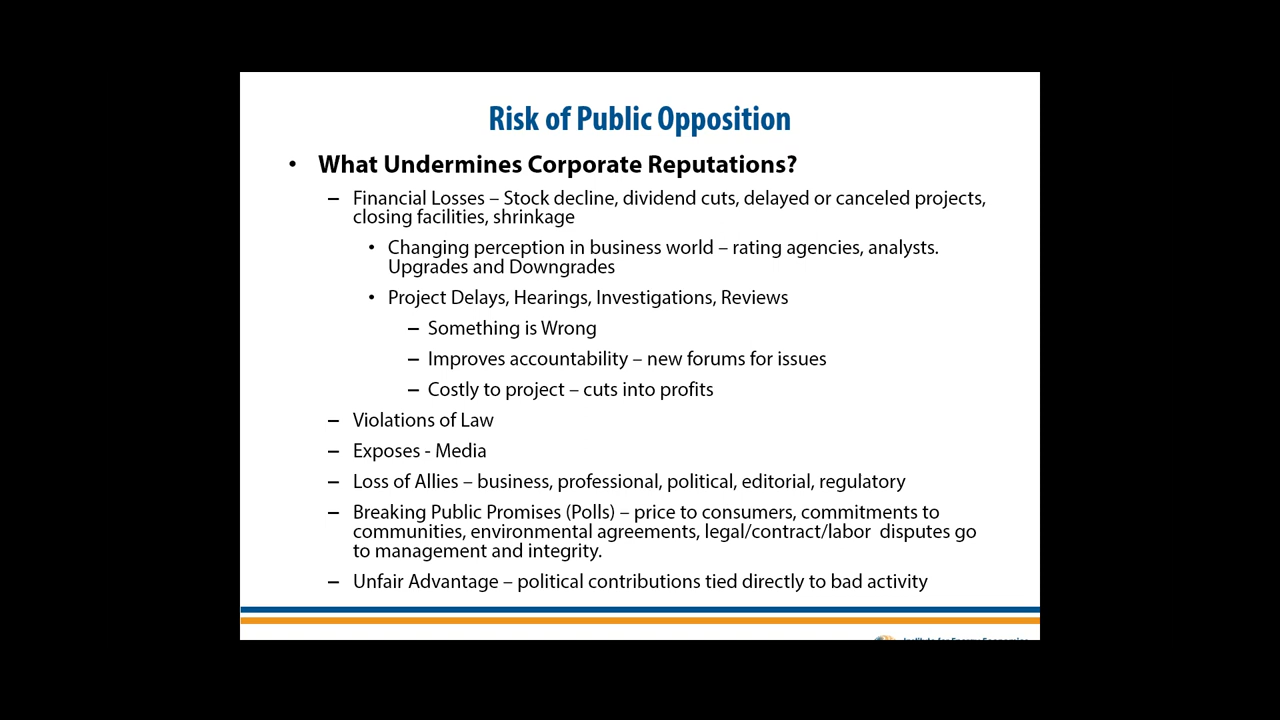 Risk of Public Opposition
• What Undermines Corporate Reputations?
– Financial Losses – Stock decline, dividend cuts, delayed or canceled projects,
closing facilities, shrinkage
• Changing perception in business world – rating agencies, analysts.
Upgrades and Downgrades
• Project Delays, Hearings, Investigations, Reviews
– Something is Wrong
– Improves accountability – new forums for issues
– Costly to project – cuts into profits
– Violations of Law
– Exposes - Media
– Loss of Allies – business, professional, political, editorial, regulatory
– Breaking Public Promises (Polls) – price to consumers, commitments to
communities, environmental agreements, legal/contract/labor  disputes go
to management and integrity.
– Unfair Advantage – political contributions tied directly to bad activity
Institute for Energy Economics